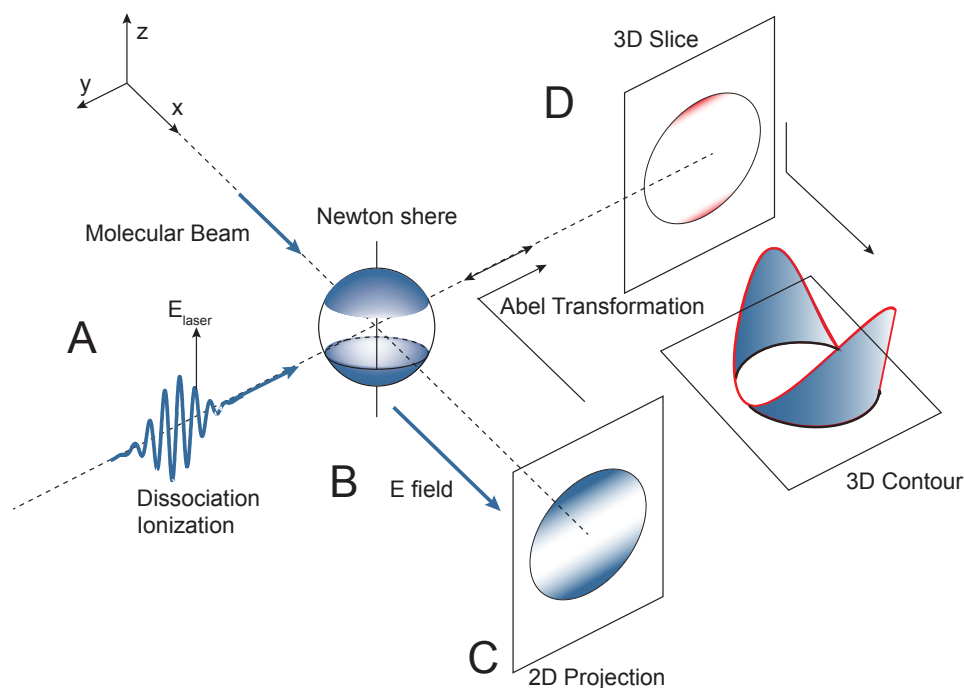 z
y
x
3D Slice
D
Newton shere
Molecular Beam
Abel Transformation
E laser
A
B
E field
Dissociation
Ionization
3D Contour
C
2D Projection